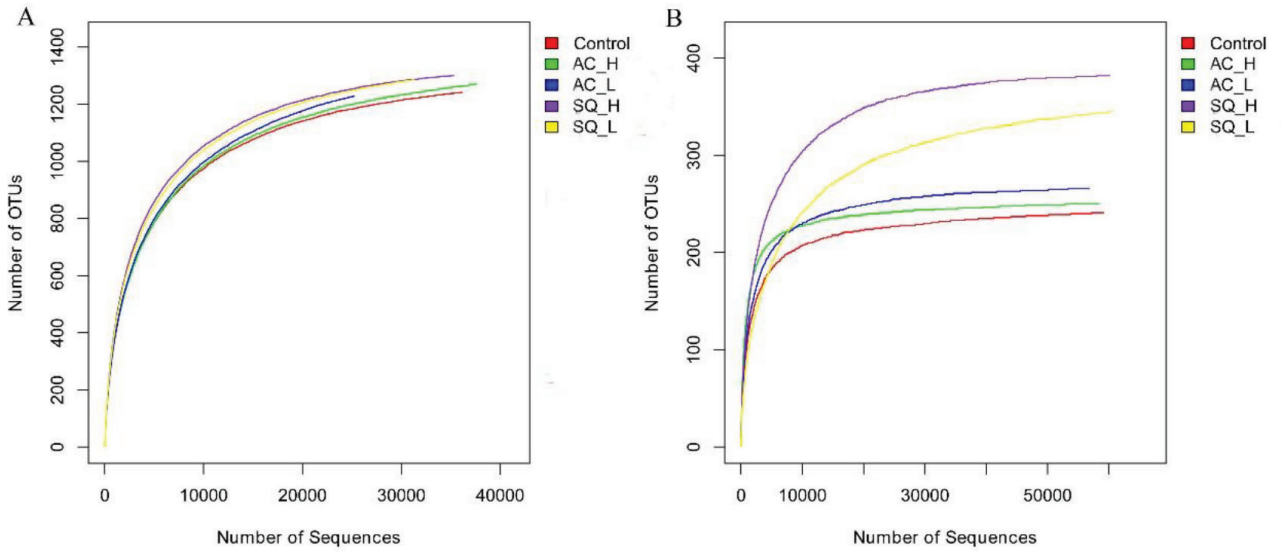 A
1400
1200
1000
800
600
400
200
0
Number of OTUs
0 10000 20000 30000 40000
Number of Sequences
Control
AC_H
AC_L
SQ_H
SQ_L
B
400
300
200
100
0
Number of OTUs
0 10000 30000 50000
Number of Sequences
Control
AC_H
AC_L
SQ_H
SQ_L